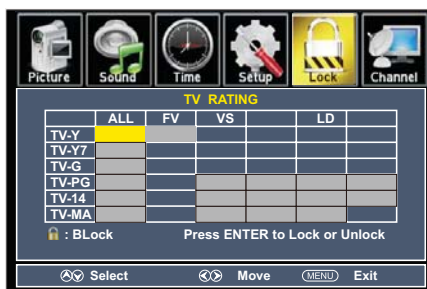 Picture Sound Time Setup Lock Channel
TV RATING
ALL FV VS LD
TV-Y
TV-Y7
TV-G
TV-PG
TV-14
TV-MA
: BLock Press ENTER to Lock or Unlock
Select Move MENU Exit